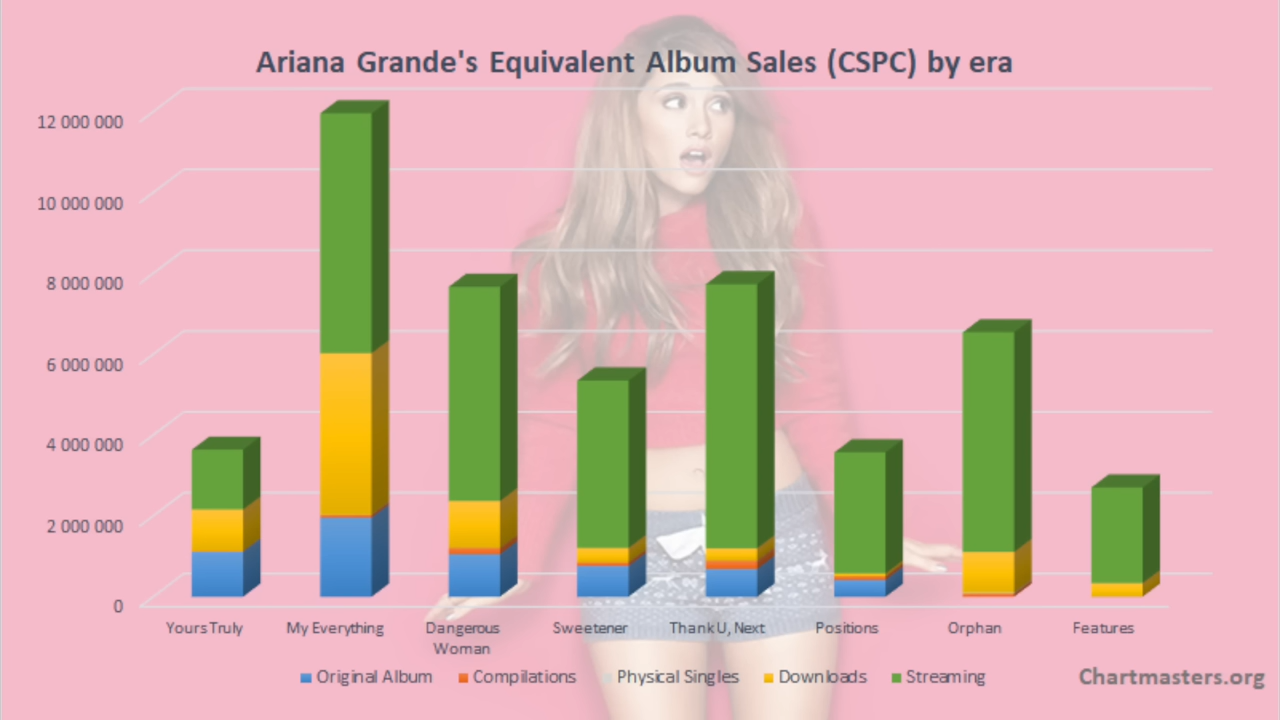 Ariana Grande's Equivalent Album Sales (CSPC) by era
12 000 000
10 000 000
8 000 000
6 000 000
4 000 000
2 000 000
0
Yours Truly My Everything Dangerous Woman Sweetener Thank U, Next Positions Orphan Features
Original Album Compilations Physical Singles Downloads Streaming
Chartmasters.org